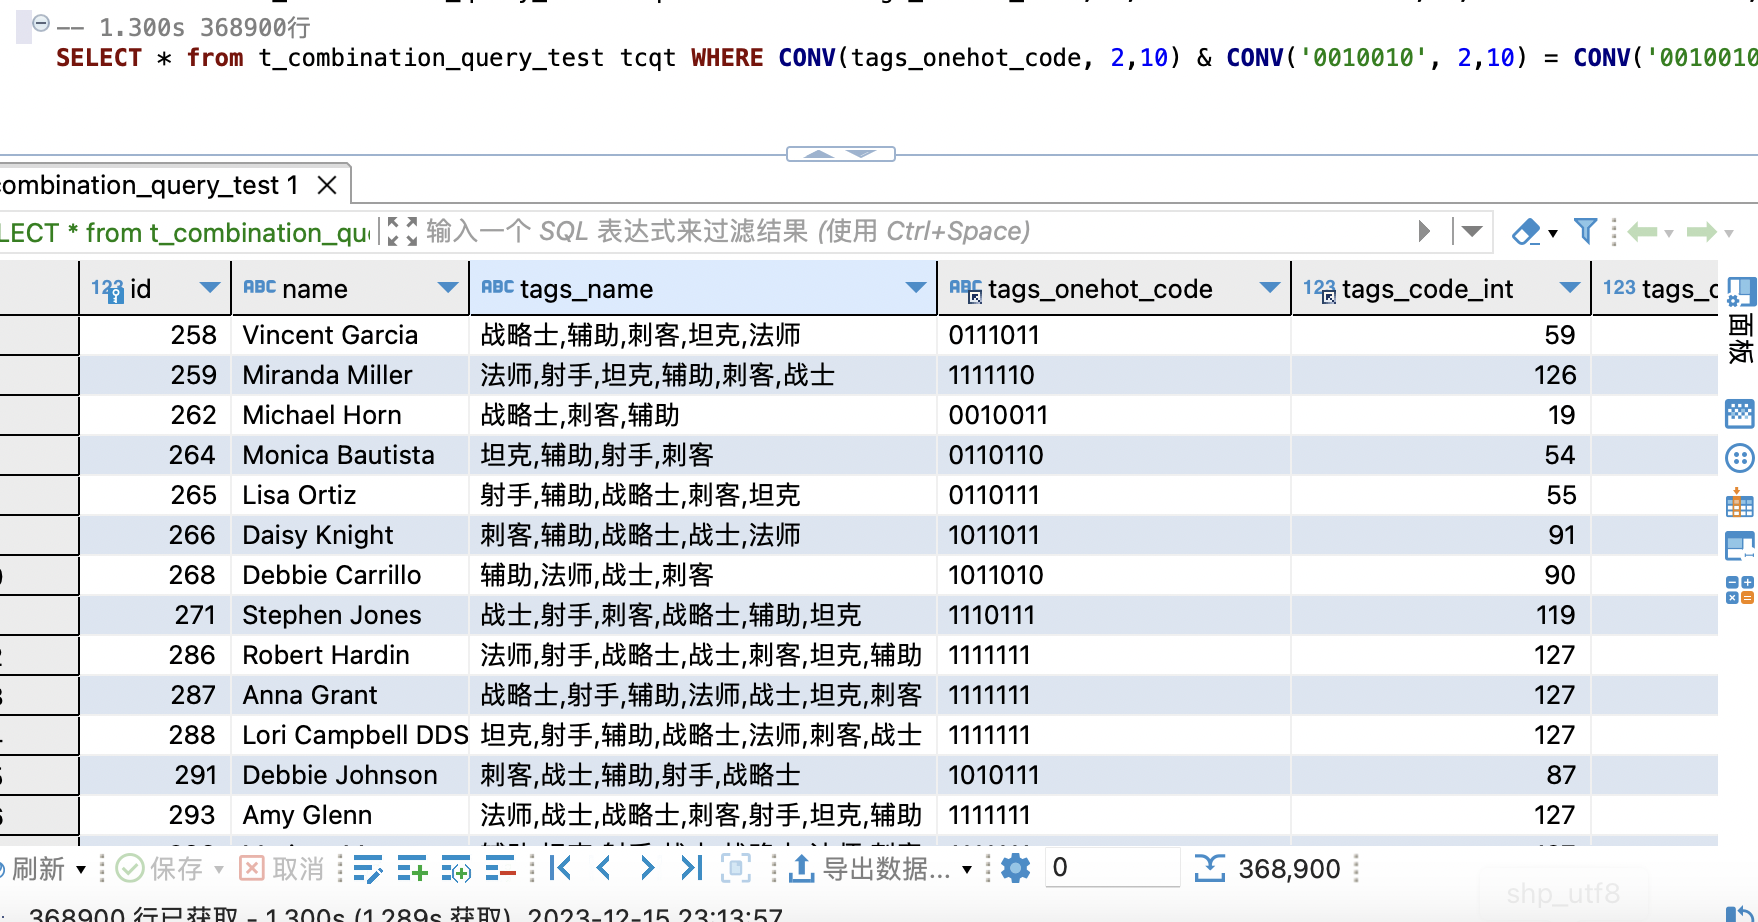 -- 1.300s 368900行
SELECT * from t_combination_query_test tcqt WHERE CONV(tags_onehot_code, 2,10) & CONV('0010010', 2,10) = CONV('0010010
combination_query_test 1
LECT * from t_combination_qu 输入一个 SQL 表达式来过滤结果 (使用 Ctrl+Space)
123 id ABC name ABC tags_name ABC tags_onehot_code 123 tags_code_int 123 tags_c
258 Vincent Garcia 战略士,辅助,刺客,坦克,法师 0111011 59
259 Miranda Miller 法师,射手,坦克,辅助,刺客,战士 1111110 126
262 Michael Horn 战略士,刺客,辅助 0010011 19
264 Monica Bautista 坦克,辅助,射手,刺客 0110110 54
265 Lisa Ortiz 射手,辅助,战略士,刺客,坦克 0110111 55
266 Daisy Knight 刺客,辅助,战略士,战士,法师 1011011 91
268 Debbie Carrillo 辅助,法师,战士,刺客 1011010 90
271 Stephen Jones 战士,射手,刺客,战略士,辅助,坦克 1110111 119
286 Robert Hardin 法师,射手,战略士,战士,刺客,坦克,辅助 1111111 127
287 Anna Grant 战略士,射手,辅助,法师,战士,坦克,刺客 1111111 127
288 Lori Campbell DDS 坦克,射手,辅助,战略士,法师,刺客,战士 1111111 127
291 Debbie Johnson 刺客,战士,辅助,射手,战略士 1010111 87
293 Amy Glenn 法师,战士,战略士,刺客,射手,坦克,辅助 1111111 127
面板
刷新 保存 取消 导出数据... 0 368,900
368900 行已获取 - 1.300s (1.289s 获取), 2023-12-15 23:13:57
shp_utf8